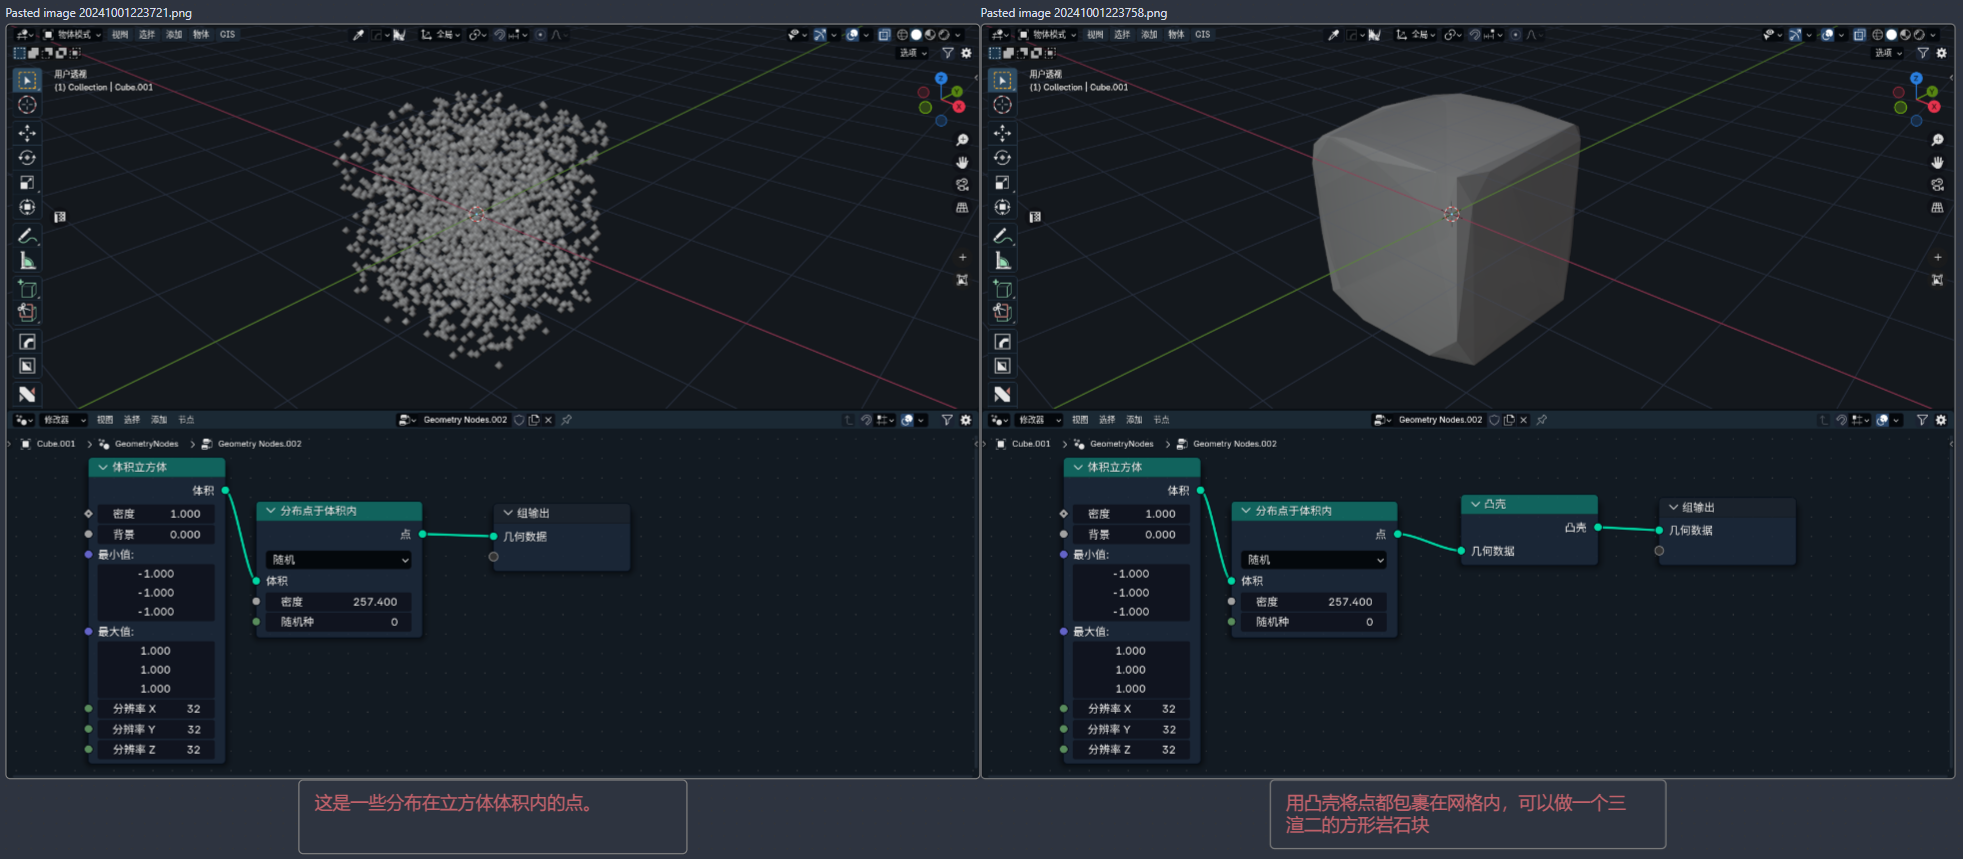 Pasted image 20241001223721.png
物体模式 视图 选择 添加 物体 GIS 全局
选项
用户透视
(1) Collection | Cube.001
修改器 视图 选择 添加 节点 Geometry Nodes.002
Cube.001 > GeometryNodes > Geometry Nodes.002
体积立方体
体积
密度 1.000
背景 0.000
最小值:
-1.000
-1.000
-1.000
最大值:
1.000
1.000
1.000
分辨率 X 32
分辨率 Y 32
分辨率 Z 32
分布点于体积内
点
随机
体积
密度 257.400
随机种 0
组输出
几何数据
这是一些分布在立方体体积内的点。
Pasted image 20241001223758.png
物体模式 视图 选择 添加 物体 GIS 全局
选项
用户透视
(1) Collection | Cube.001
修改器 视图 选择 添加 节点 Geometry Nodes.002
Cube.001 > GeometryNodes > Geometry Nodes.002
体积立方体
体积
密度 1.000
背景 0.000
最小值:
-1.000
-1.000
-1.000
最大值:
1.000
1.000
1.000
分辨率 X 32
分辨率 Y 32
分辨率 Z 32
分布点于体积内
点
随机
体积
密度 257.400
随机种 0
凸壳
凸壳
几何数据
组输出
几何数据
用凸壳将点都包裹在网格内，可以做一个三
渲二的方形岩石块